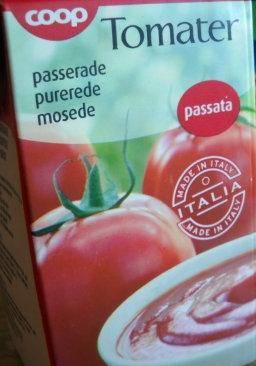 coop
Tomater
passerade
purerede
mosede
passata
MADE IN ITALY
ITALIA
MADE IN ITALY